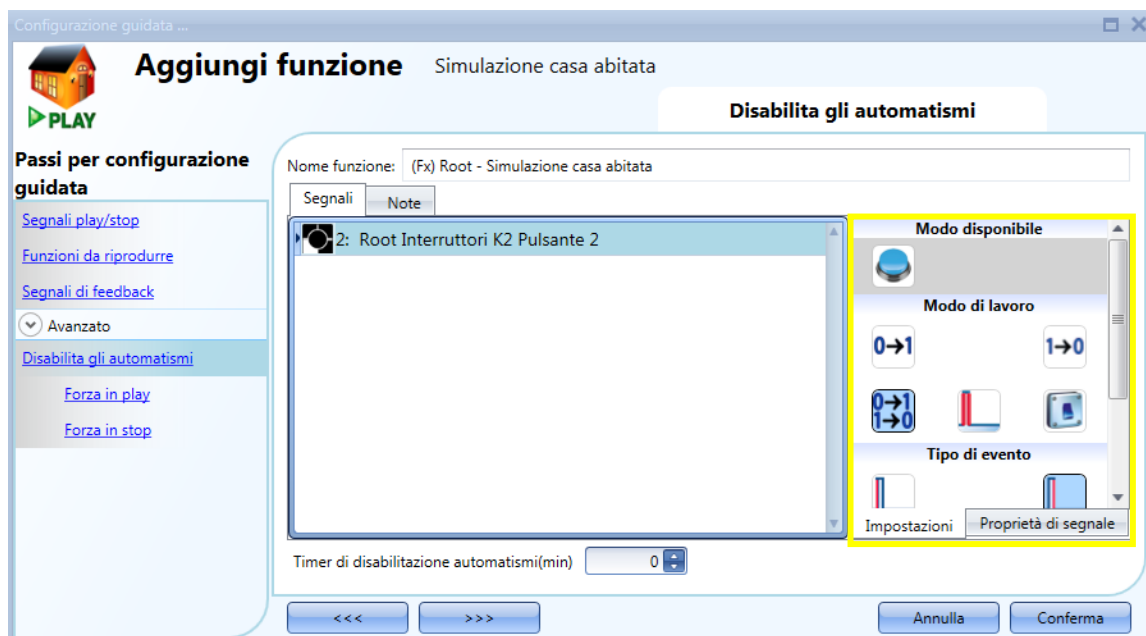 Configurazione guidata ...
Aggiungi funzione Simulazione casa abitata
PLAY
Disabilita gli automatismi
Passi per configurazione
guidata
Segnali play/stop
Funzioni da riprodurre
Segnali di feedback
Avanzato
Disabilita gli automatismi
Forza in play
Forza in stop
Nome funzione: (Fx) Root - Simulazione casa abitata
Segnali Note
2: Root Interruttori K2 Pulsante 2
Modo disponibile
Modo di lavoro
0→1 1→0
0→1
1→0
Tipo di evento
Impostazioni Proprietà di segnale
Timer di disabilitazione automatismi(min) 0
<<< >>> Annulla Conferma